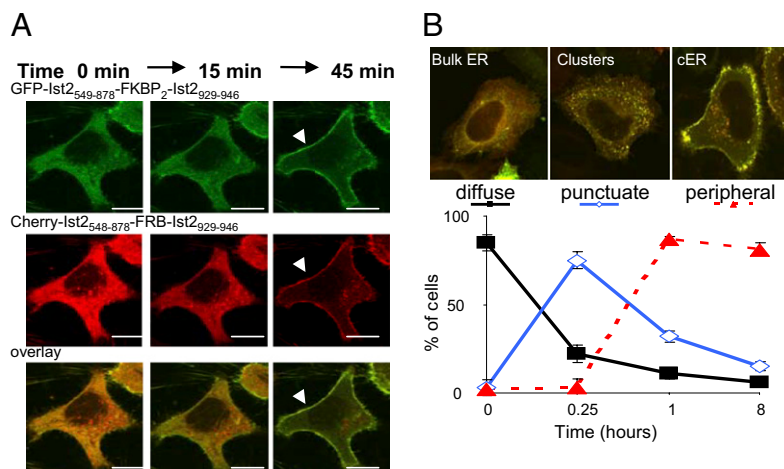 A
Time 0 min 15 min 45 min
GFP-Ist2549-878-FKBP2-Ist2929-946
Cherry-Ist2548-878-FRB-Ist2929-946
overlay
B
Bulk ER Clusters cER
diffuse punctuate peripheral
100
50
0
% of cells
0 0.25 1 8
Time (hours)